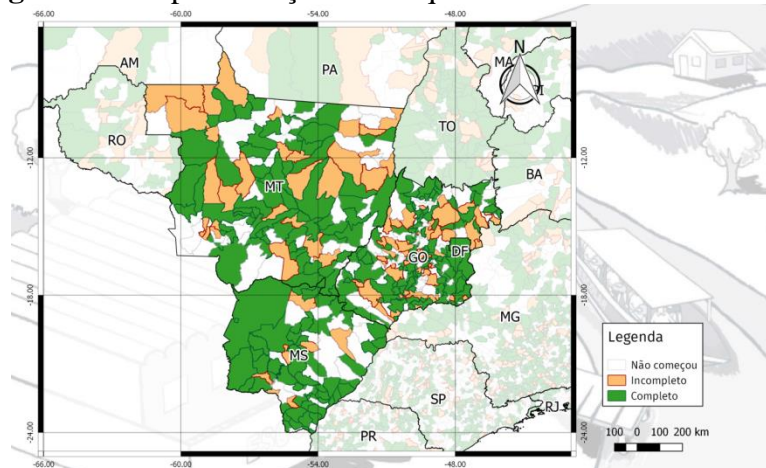 -66.00 -60.00 -54.00 -48.00
N
MA
PI
AM
PA
TO
RO
-12.00
-12.00
BA
MT
GO
DF
-18.00
-18.00
MG
Legenda
Não começou
Incompleto
Completo
MS
SP
RJ
PR
-24.00
-24.00
100 0 100 200 km
-66.00 -60.00 -54.00 -48.00